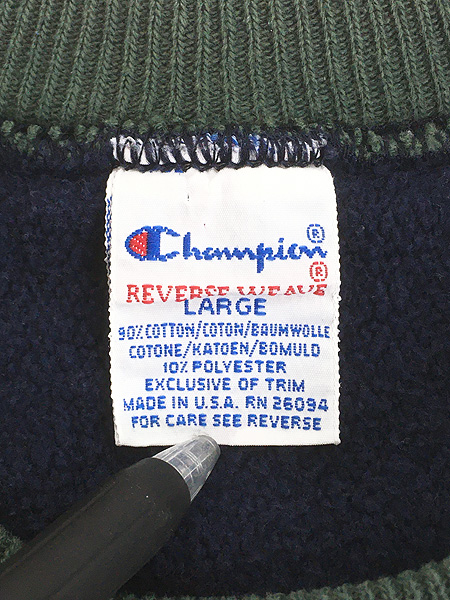 Champion®
®
REVERSE WEAVE
LARGE
90% COTTON/COTON/BAUMWOLLE
COTONE/KATOEN/BOMULD
10% POLYESTER
EXCLUSIVE OF TRIM
MADE IN U.S.A. RN 26094
FOR CARE SEE REVERSE